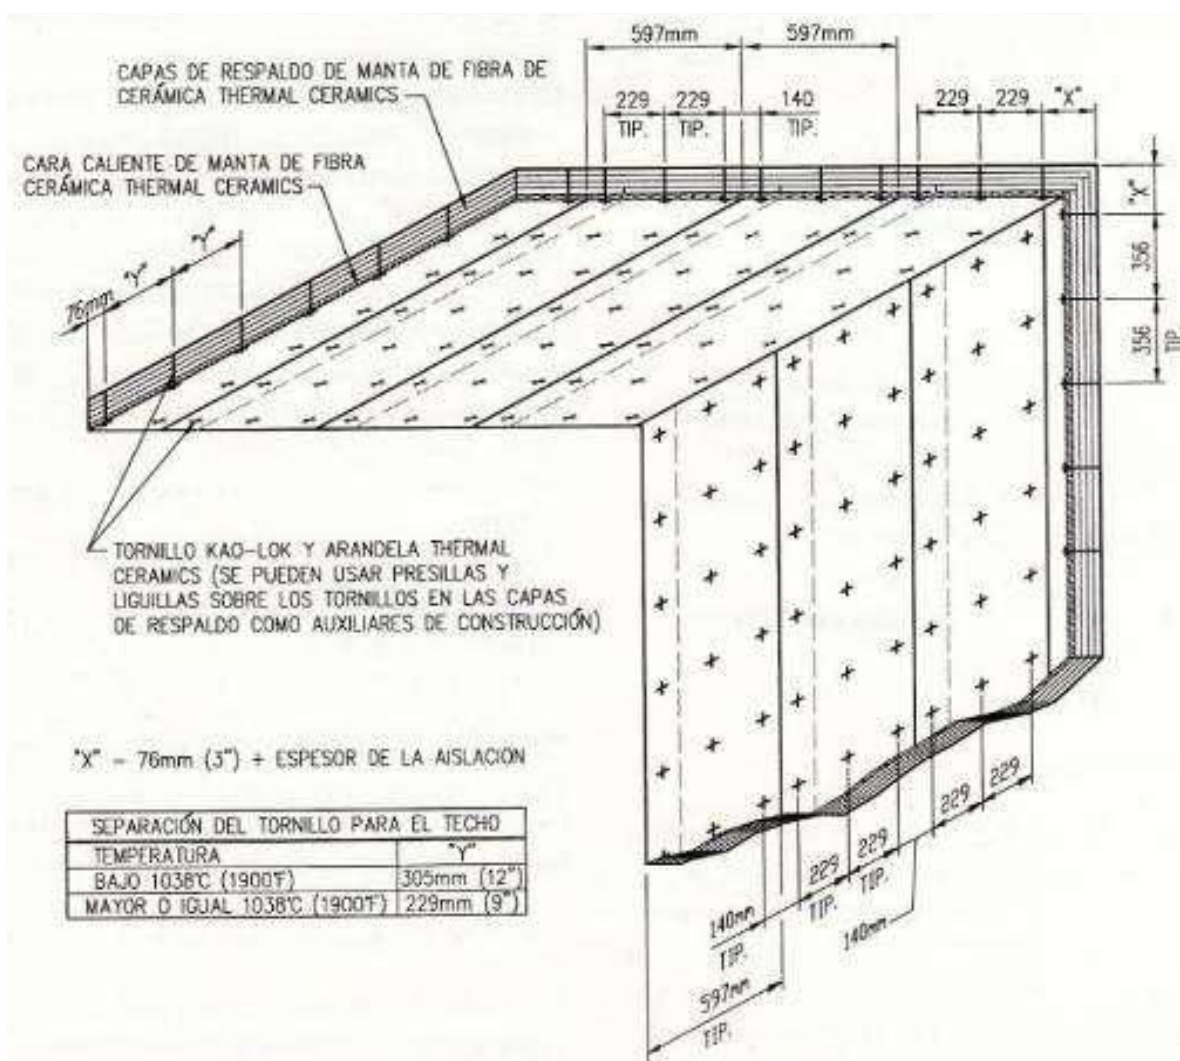 597mm 597mm
CAPAS DE RESPALDO DE MANTA DE FIBRA DE
CERÁMICA THERMAL CERAMICS
229 229 140 229 229 "X"
TIP. TIP. TIP.
CARA CALIENTE DE MANTA DE FIBRA
CERÁMICA THERMAL CERAMICS
"X"
"Y"
"Y"
76mm
356
356
TIP.
TORNILLO KAO-LOK Y ARANDELA THERMAL
CERAMICS (SE PUEDEN USAR PRESILLAS Y
LIGUILLAS SOBRE LOS TORNILLOS EN LAS CAPAS
DE RESPALDO COMO AUXILIARES DE CONSTRUCCIÓN)
"X" = 76mm (3") + ESPESOR DE LA AISLACION
SEPARACIÓN DEL TORNILLO PARA EL TECHO
TEMPERATURA "Y"
BAJO 1038°C (1900°F) 305mm (12")
MAYOR O IGUAL 1038°C (1900°F) 229mm (9")
229
229
229
TIP.
229
TIP.
140mm
TIP.
140mm
597mm
TIP.